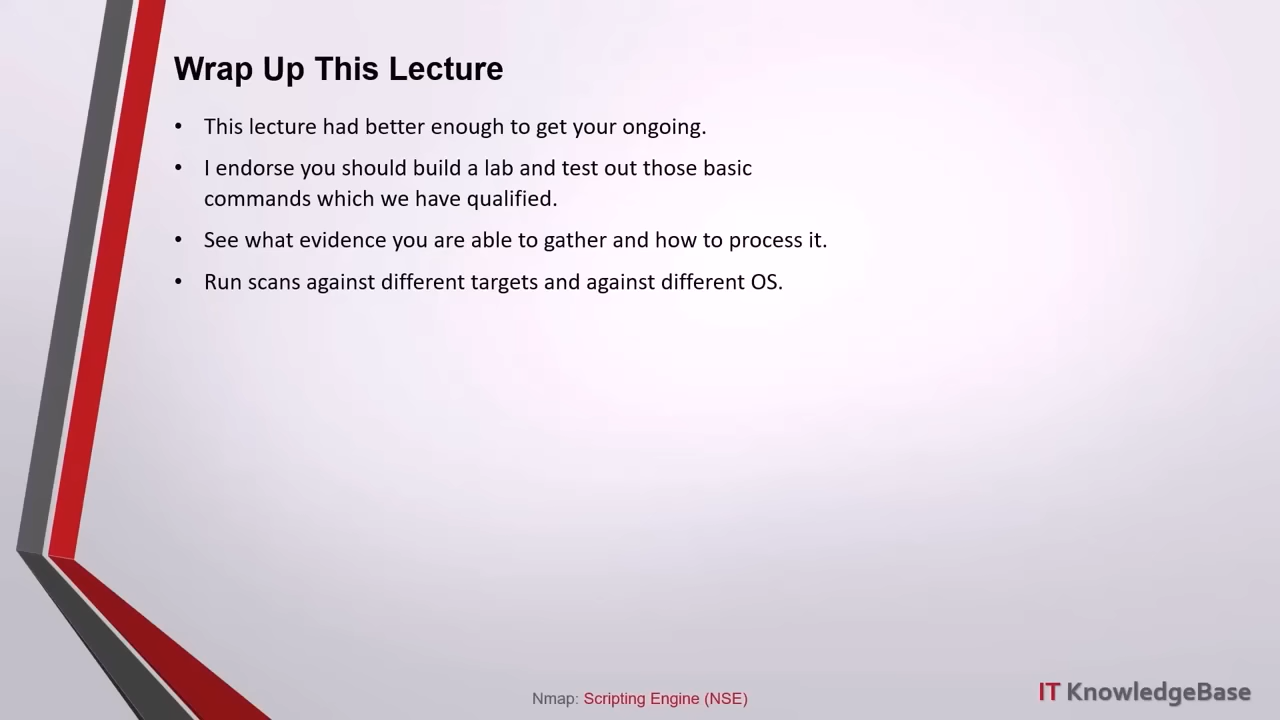 Wrap Up This Lecture
• This lecture had better enough to get your ongoing.
• I endorse you should build a lab and test out those basic
commands which we have qualified.
• See what evidence you are able to gather and how to process it.
• Run scans against different targets and against different OS.
Nmap: Scripting Engine (NSE)
IT KnowledgeBase